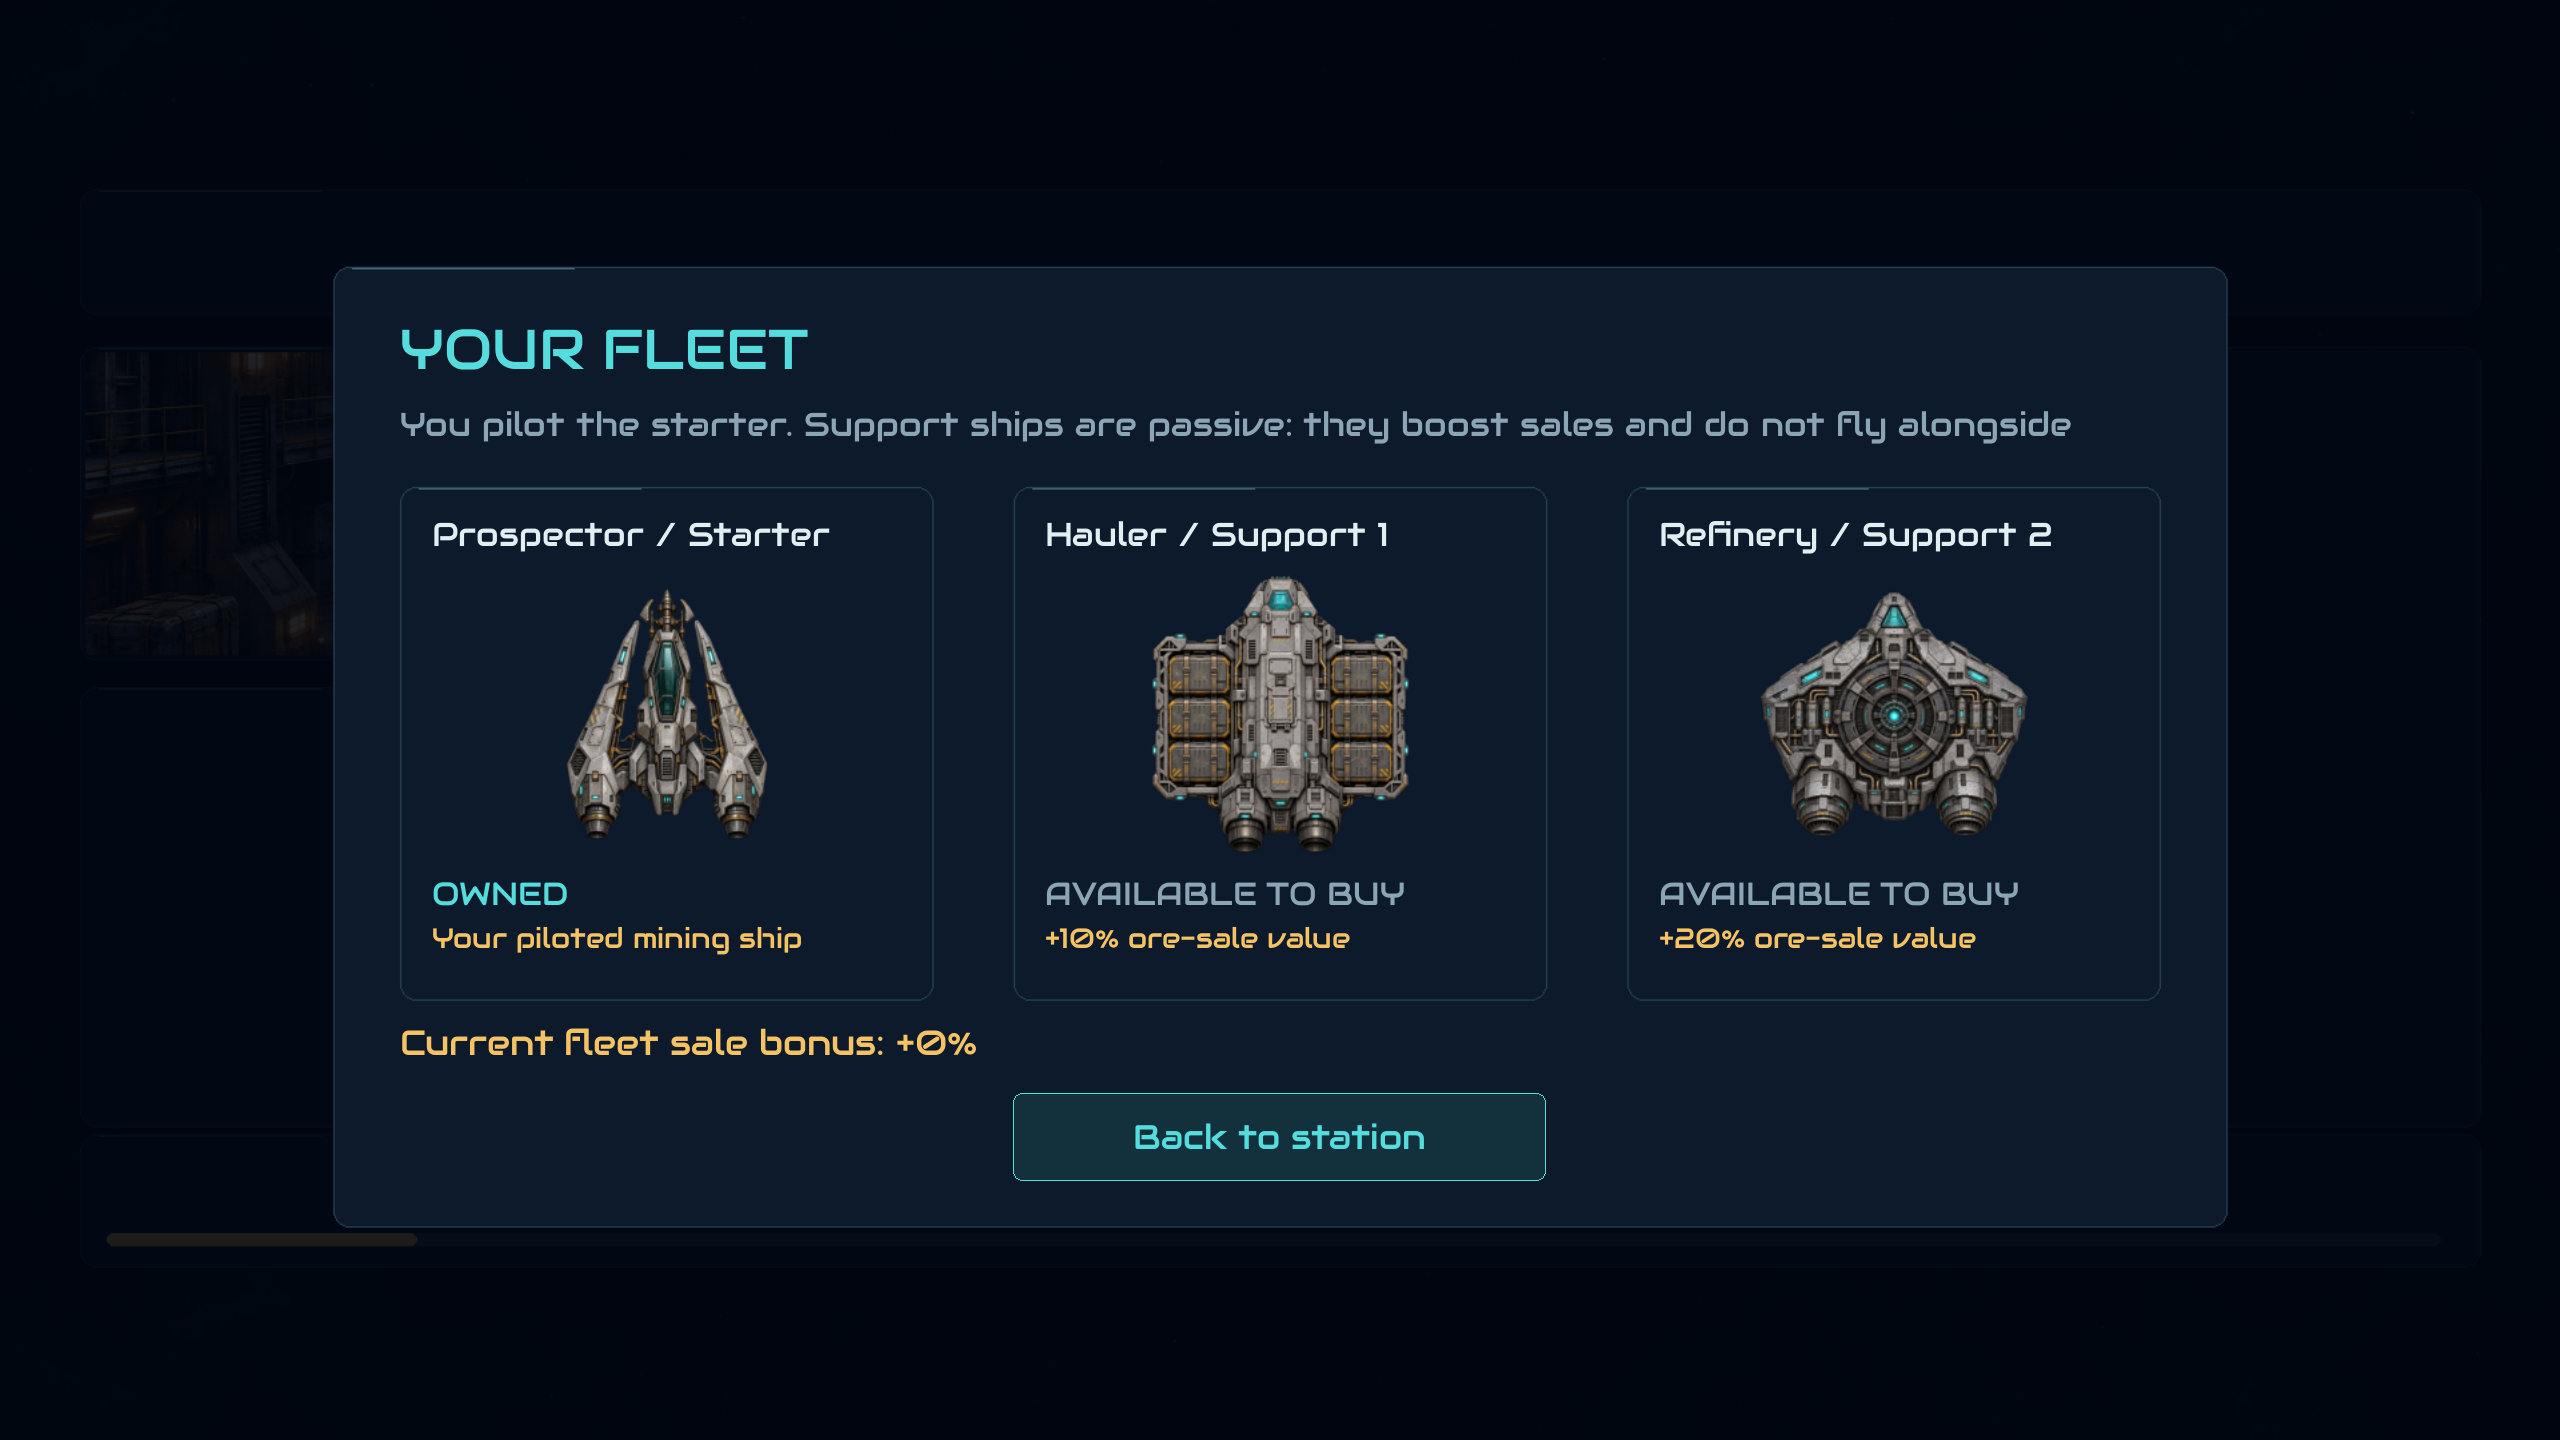 YOUR FLEET
You pilot the starter. Support ships are passive: they boost sales and do not fly alongside
Prospector / Starter
OWNED
Your piloted mining ship
Hauler / Support 1
AVAILABLE TO BUY
+10% ore-sale value
Refinery / Support 2
AVAILABLE TO BUY
+20% ore-sale value
Current fleet sale bonus: +0%
Back to station